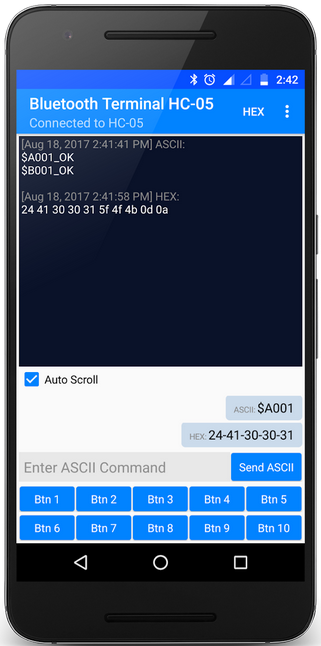 2:42
Bluetooth Terminal HC-05
HEX
Connected to HC-05
[Aug 18, 2017 2:41:41 PM] ASCII:
$A001_OK
$B001_OK
[Aug 18, 2017 2:41:58 PM] HEX:
24 41 30 30 31 5f 4f 4b 0d 0a
Auto Scroll
ASCII: $A001
HEX: 24-41-30-30-31
Enter ASCII Command
Send ASCII
Btn 1 Btn 2 Btn 3 Btn 4 Btn 5
Btn 6 Btn 7 Btn 8 Btn 9 Btn 10